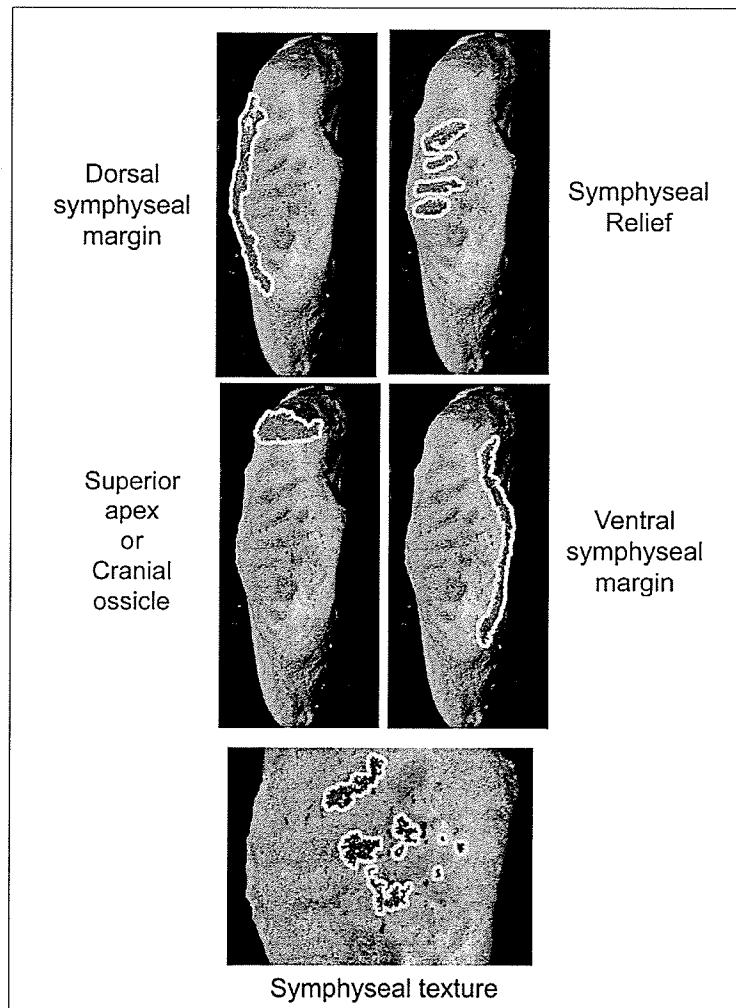 Dorsal
symphyseal
margin
Symphyseal
Relief
Superior
apex
or
Cranial
ossicle
Ventral
symphyseal
margin
Symphyseal texture